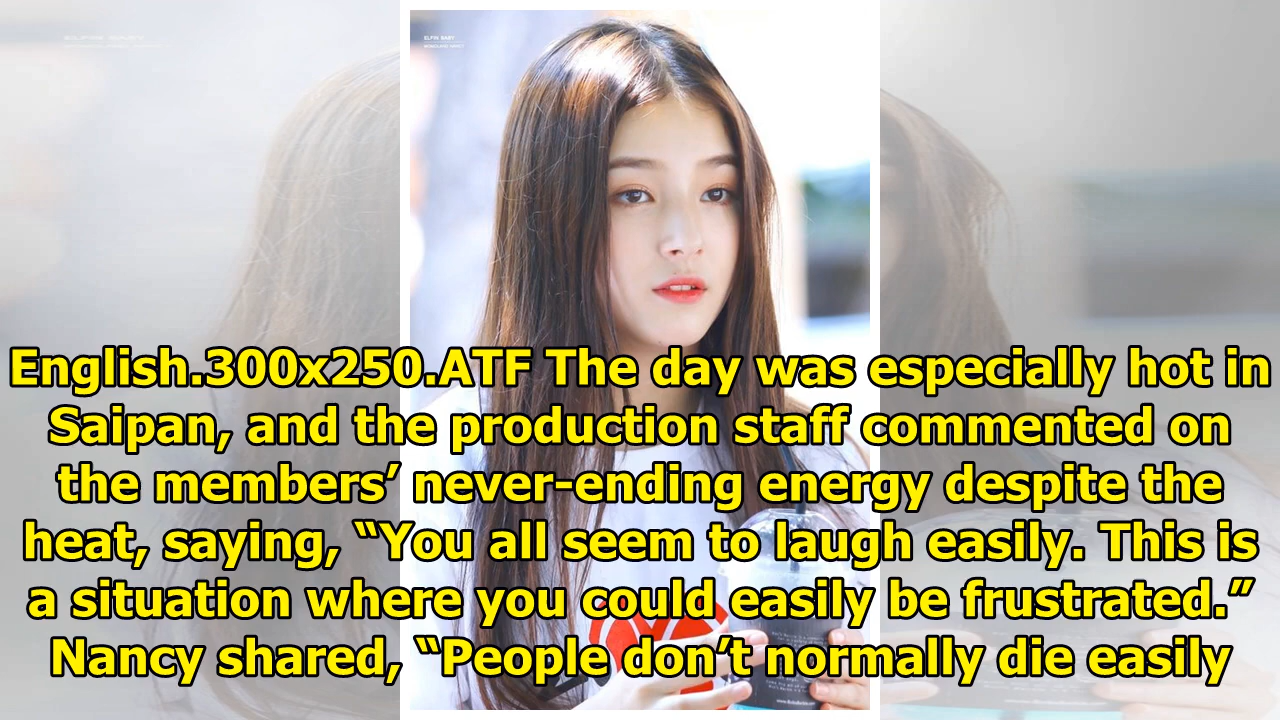 ELFIN BABY
English.300x250.ATF The day was especially hot in
Saipan, and the production staff commented on
the members’ never-ending energy despite the
heat, saying, “You all seem to laugh easily. This is
a situation where you could easily be frustrated.”
Nancy shared, “People don’t normally die easily